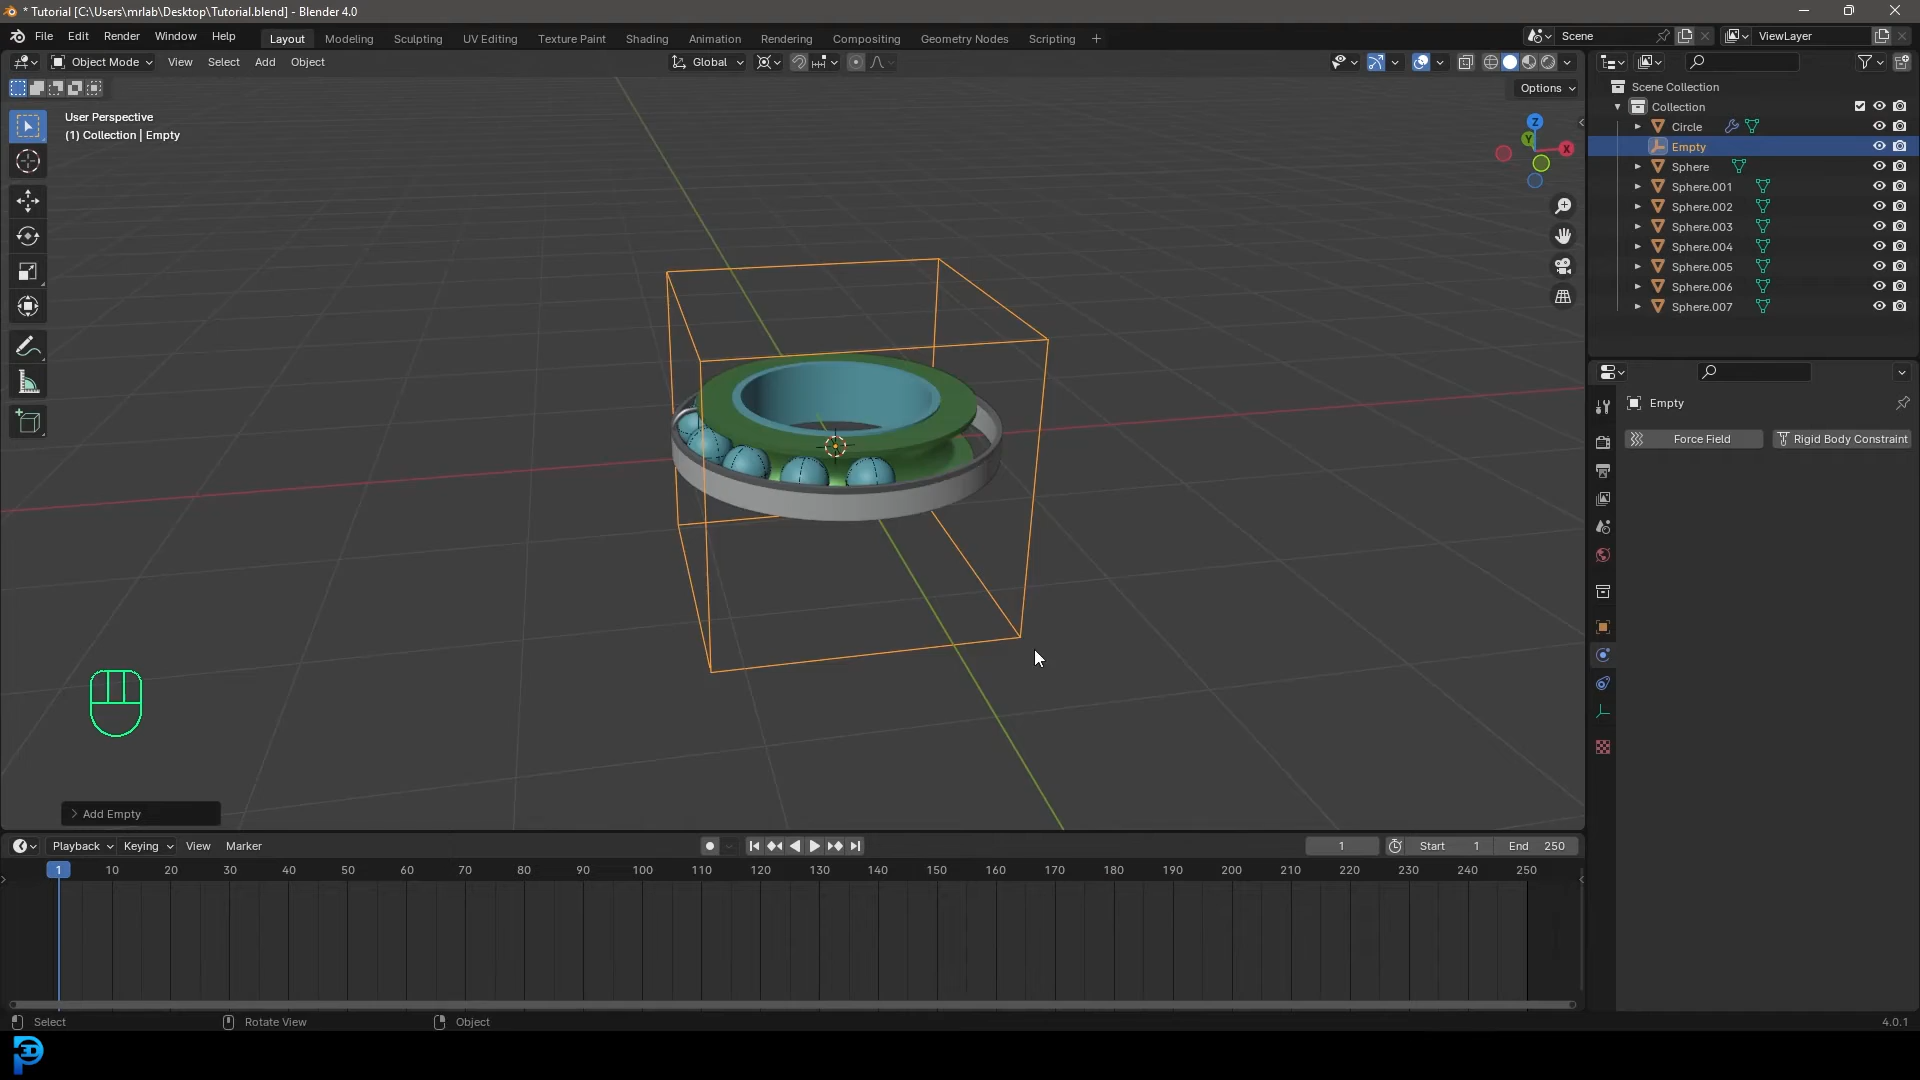 * Tutorial [C:\Users\mrlab\Desktop\Tutorial.blend] - Blender 4.0
File Edit Render Window Help Layout Modeling Sculpting UV Editing Texture Paint Shading Animation Rendering Compositing Geometry Nodes Scripting + Scene ViewLayer
Object Mode View Select Add Object Global
Options
User Perspective
(1) Collection | Empty
Z
Y
X
Scene Collection
Collection
Circle
Empty
Sphere
Sphere.001
Sphere.002
Sphere.003
Sphere.004
Sphere.005
Sphere.006
Sphere.007
Empty
Force Field Rigid Body Constraint
Add Empty
Playback Keying View Marker 1 Start 1 End 250
1 10 20 30 40 50 60 70 80 90 100 110 120 130 140 150 160 170 180 190 200 210 220 230 240 250
Select Rotate View Object 4.0.1
3D
P